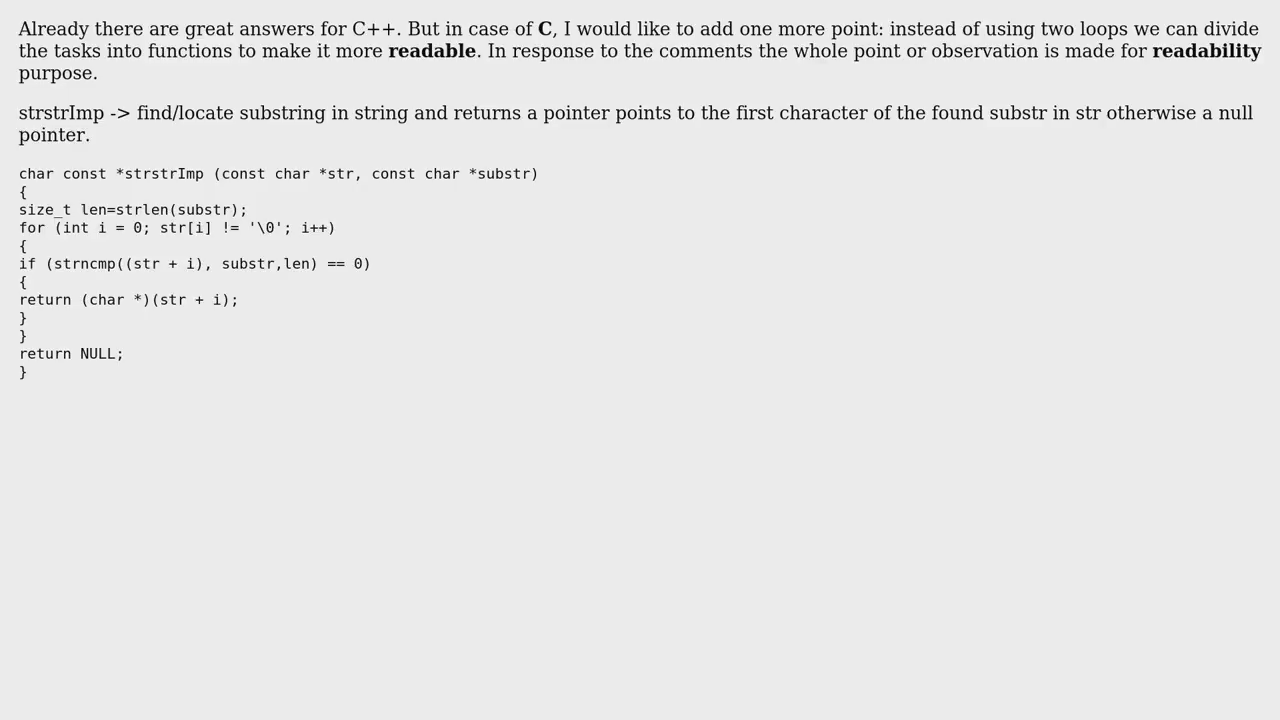 Already there are great answers for C++. But in case of C, I would like to add one more point: instead of using two loops we can divide
the tasks into functions to make it more readable. In response to the comments the whole point or observation is made for readability
purpose.
strstrImp -> find/locate substring in string and returns a pointer points to the first character of the found substr in str otherwise a null
pointer.
char const *strstrImp (const char *str, const char *substr)
{
size_t len=strlen(substr);
for (int i = 0; str[i] != '\0'; i++)
{
if (strncmp((str + i), substr,len) == 0)
{
return (char *)(str + i);
}
}
return NULL;
}